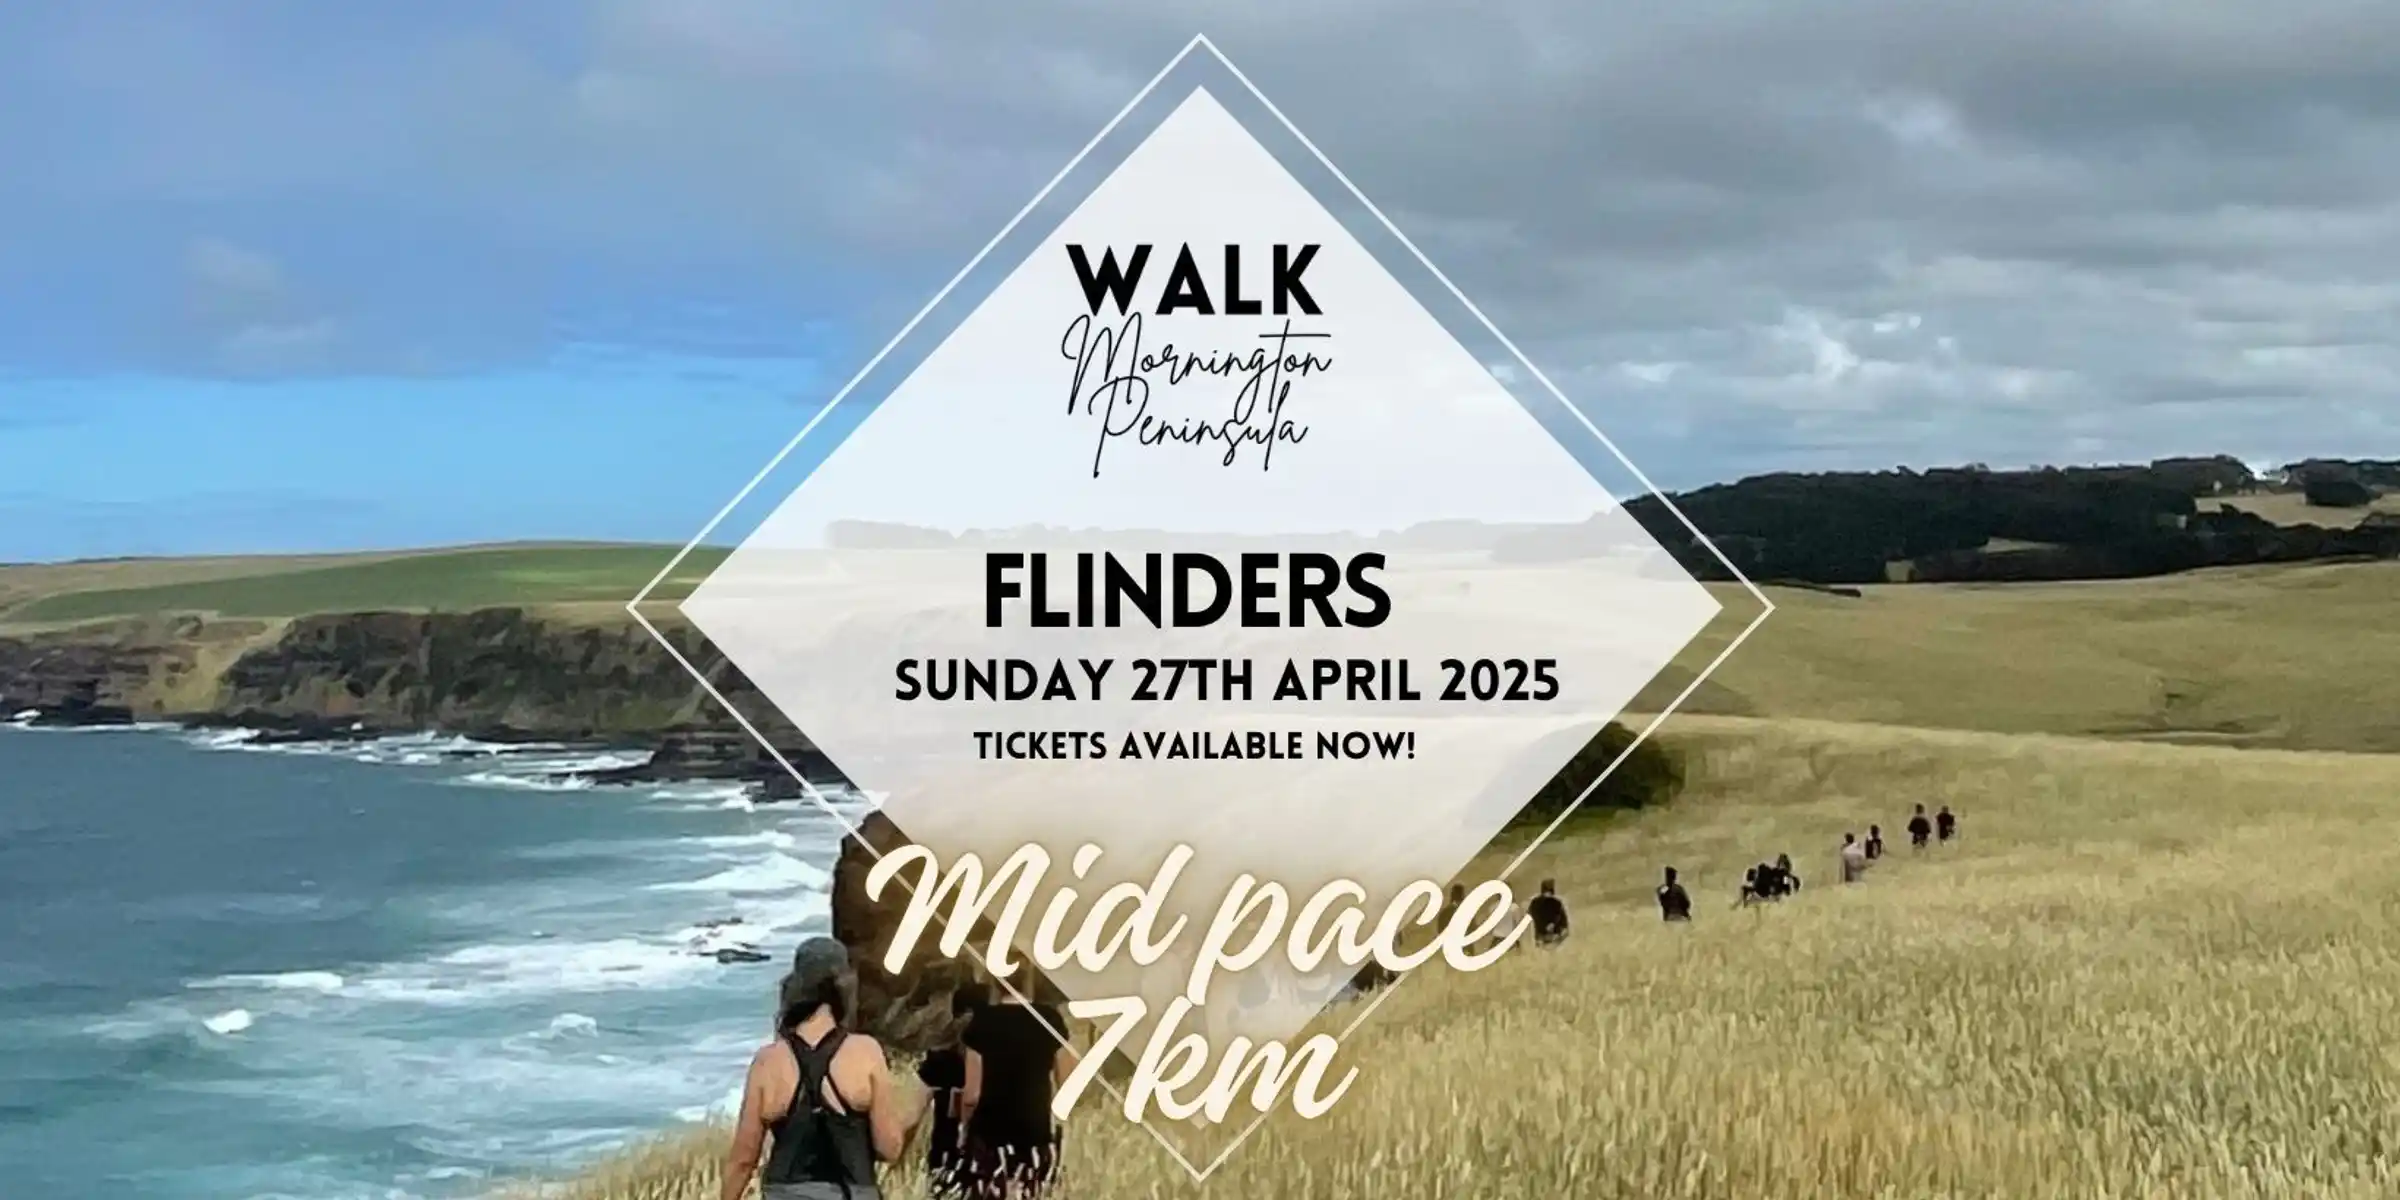 WALK
Mornington
Peninsula
FLINDERS
SUNDAY 27TH APRIL 2025
TICKETS AVAILABLE NOW!
Mid pace
7km